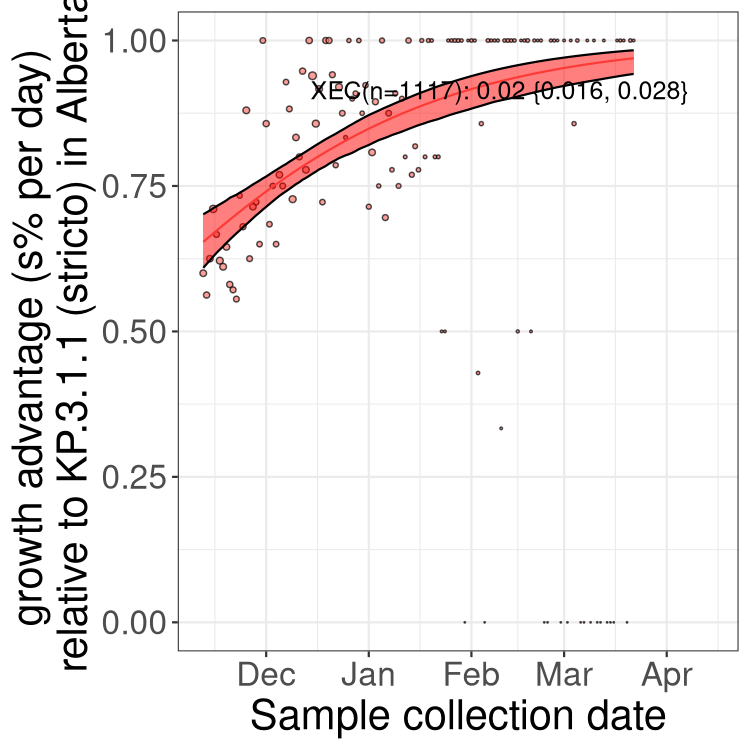 growth advantage (s% per day)
relative to KP.3.1.1 (stricto) in Alberta
1.00
0.75
0.50
0.25
0.00
XEC(n=1117): 0.02 {0.016, 0.028}
Dec Jan Feb Mar Apr
Sample collection date